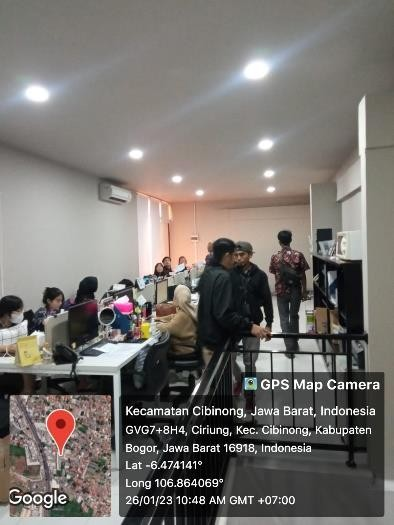 GPS Map Camera
Kecamatan Cibinong, Jawa Barat, Indonesia
GVG7+8H4, Ciriung, Kec. Cibinong, Kabupaten
Bogor, Jawa Barat 16918, Indonesia
Lat -6.474141°
Long 106.864069°
26/01/23 10:48 AM GMT +07:00
Google